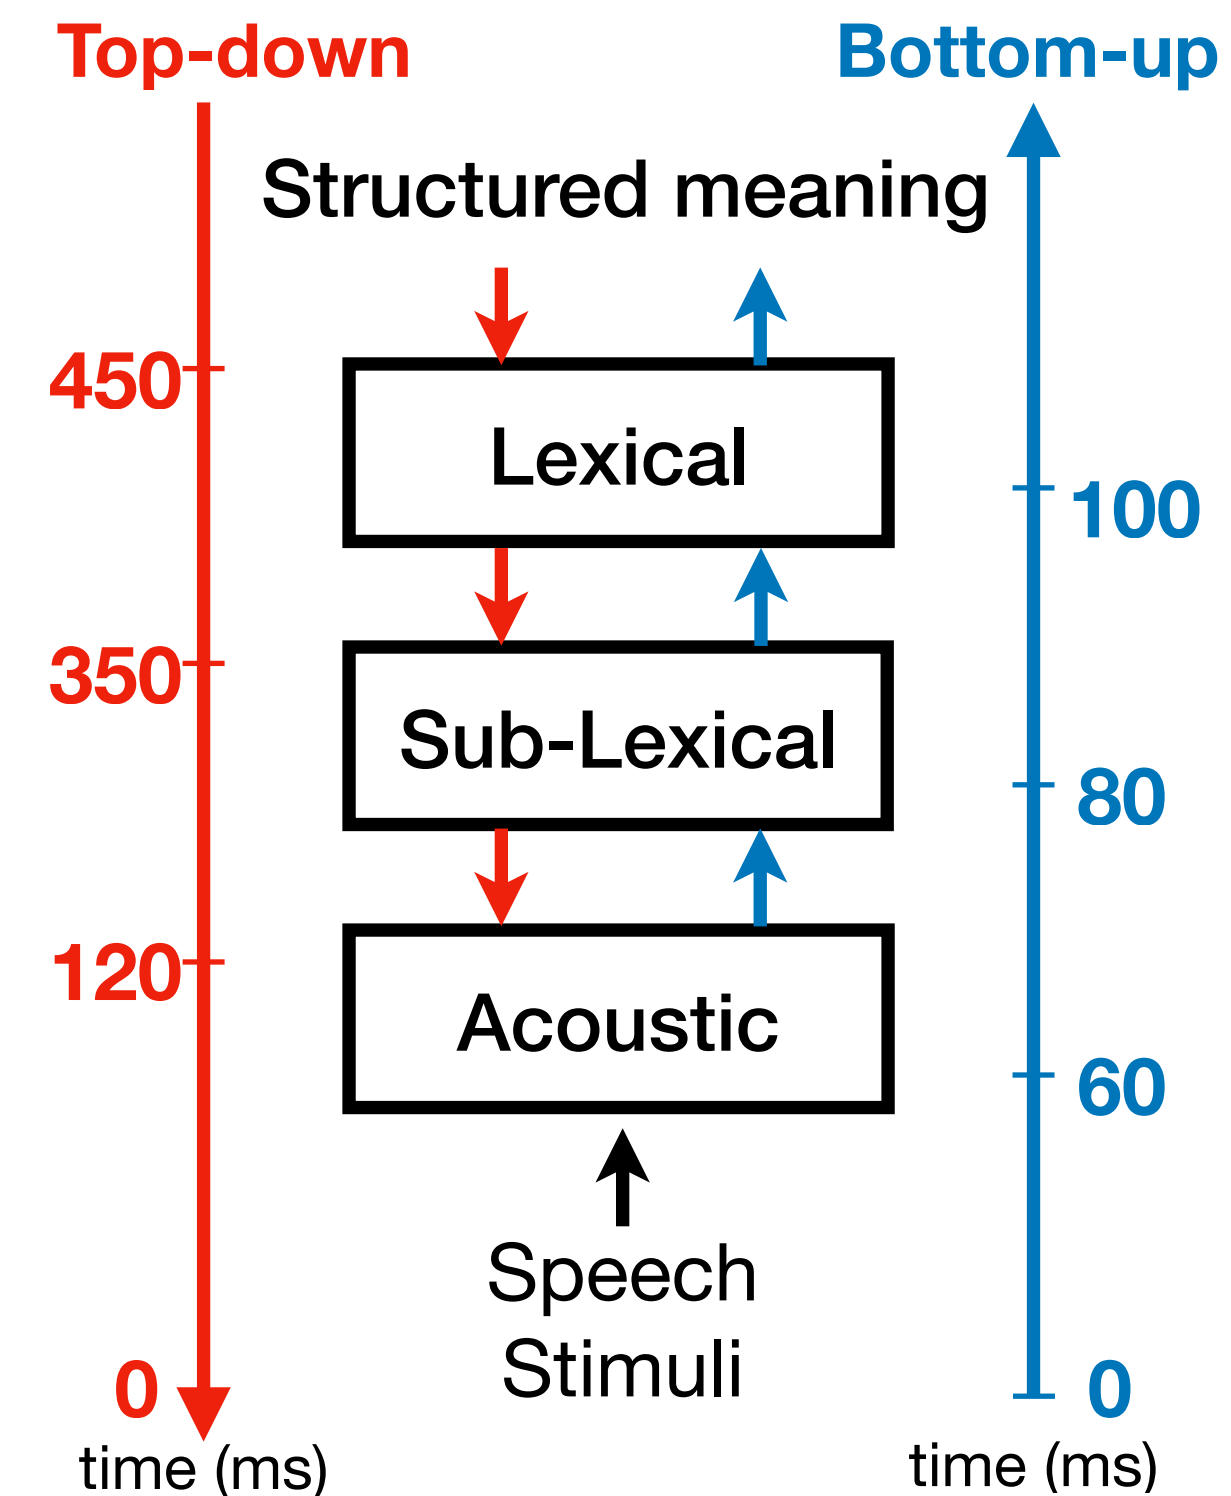 Top-down
Bottom-up
Structured meaning
450
Lexical
100
350
Sub-Lexical
80
120
Acoustic
60
Speech
Stimuli
0
0
time (ms)
time (ms)